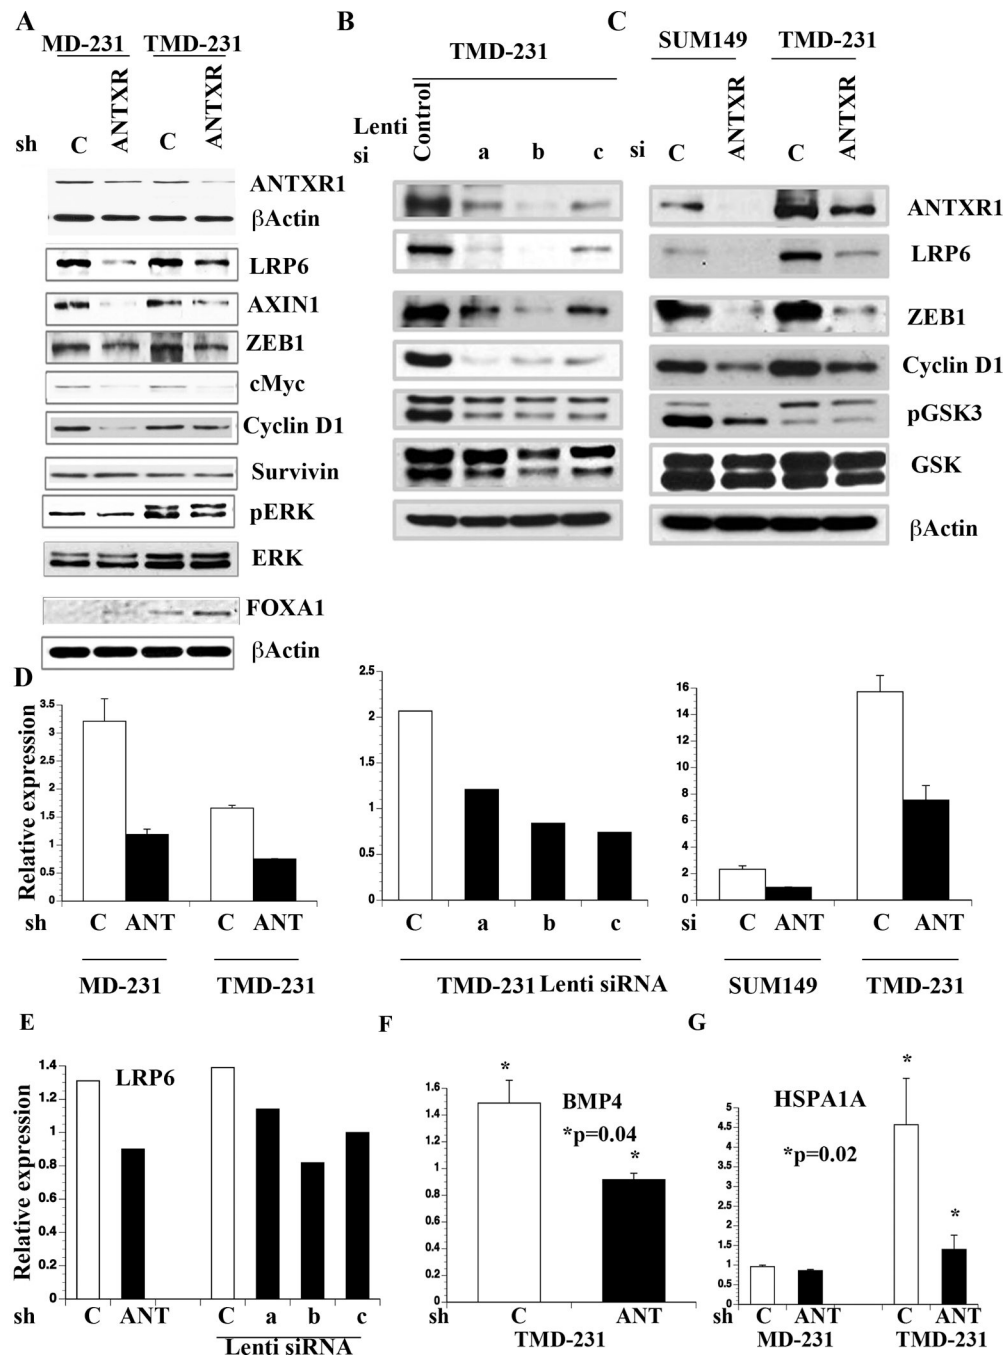 A
MD-231 TMD-231
sh C ANTXR C ANTXR
ANTXR1
βActin
LRP6
AXIN1
ZEB1
cMyc
Cyclin D1
Survivin
pERK
ERK
FOXA1
βActin
B
TMD-231
Lenti
si Control a b c
C
SUM149 TMD-231
si C ANTXR C ANTXR
ANTXR1
LRP6
ZEB1
Cyclin D1
pGSK3
GSK
βActin
D
Relative expression
3.5
3
2.5
2
1.5
1
0.5
0
sh C ANT C ANT
MD-231 TMD-231
2.5
2
1.5
1
0.5
0
C a b c
TMD-231 Lenti siRNA
16
14
12
10
8
6
4
2
0
si C ANT C ANT
SUM149 TMD-231
E
Relative expression
LRP6
1.4
1.2
1
0.8
0.6
0.4
0.2
0
sh C ANT C a b c
Lenti siRNA
F
BMP4
*p=0.04
* *
1.6
1.4
1.2
1
0.8
0.6
0.4
0.2
0
sh C ANT
TMD-231
G
HSPA1A
*p=0.02
* *
5
4.5
4
3.5
3
2.5
2
1.5
1
0.5
0
sh C ANT C ANT
MD-231 TMD-231